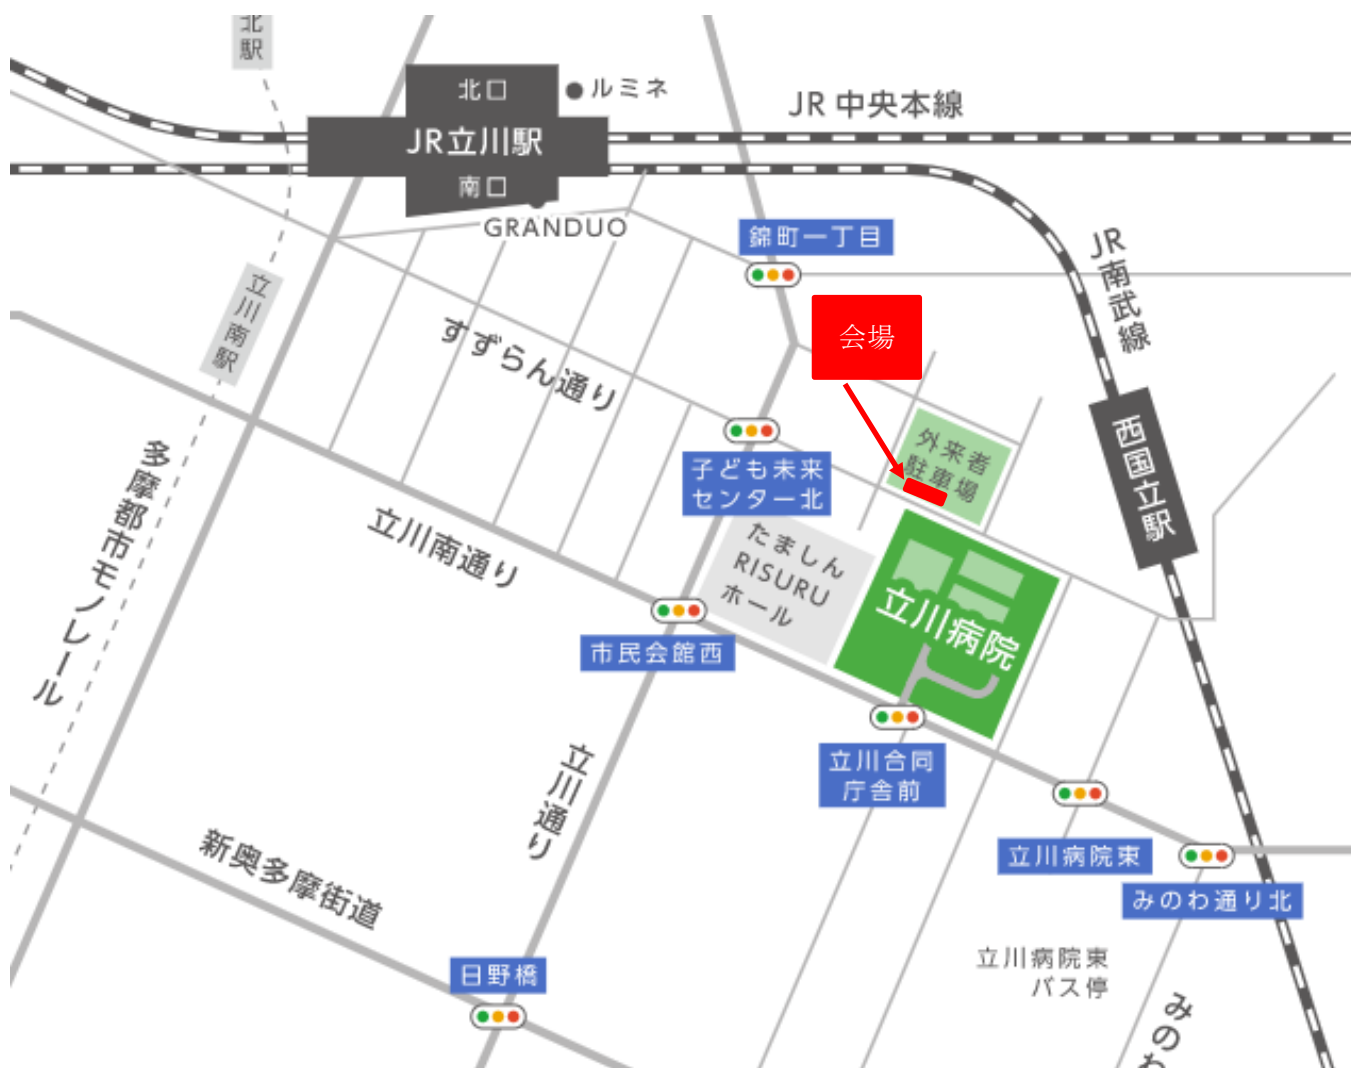 北駅
北口
ルミネ
JR 中央本線
JR立川駅
南口
GRANDUO
錦町一丁目
JR南武線
立川南駅
会場
すずらん通り
外来者
駐車場
西国立駅
子ども未来
センター北
多摩都市モノレール
立川南通り
たましん
RISURU
ホール
立川病院
市民会館西
立川合同
庁舎前
立川通り
新奥多摩街道
立川病院東
みのわ通り北
立川病院東
バス停
日野橋
みのわ